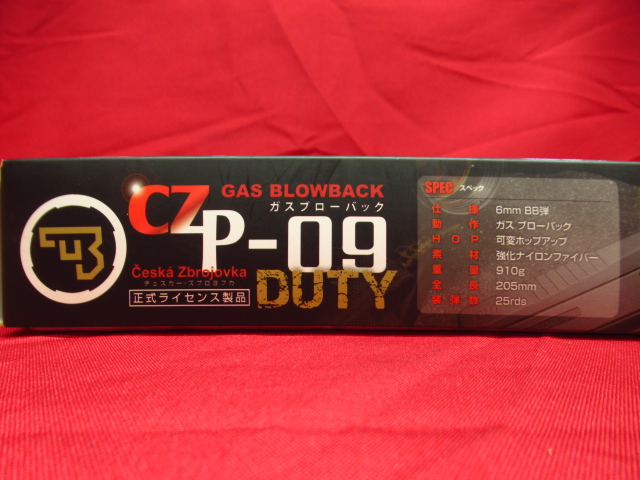 CZ P-09
GAS BLOWBACK
ガスブローバック
Česká Zbrojovka
チェスカー・ズブロヨフカ
正式ライセンス製品
DUTY
SPEC スペック
仕様 6mm BB弾
動作 ガス ブローバック
HOP 可変ホップアップ
素材 強化ナイロンファイバー
重量 910g
全長 205mm
装弾数 25rds